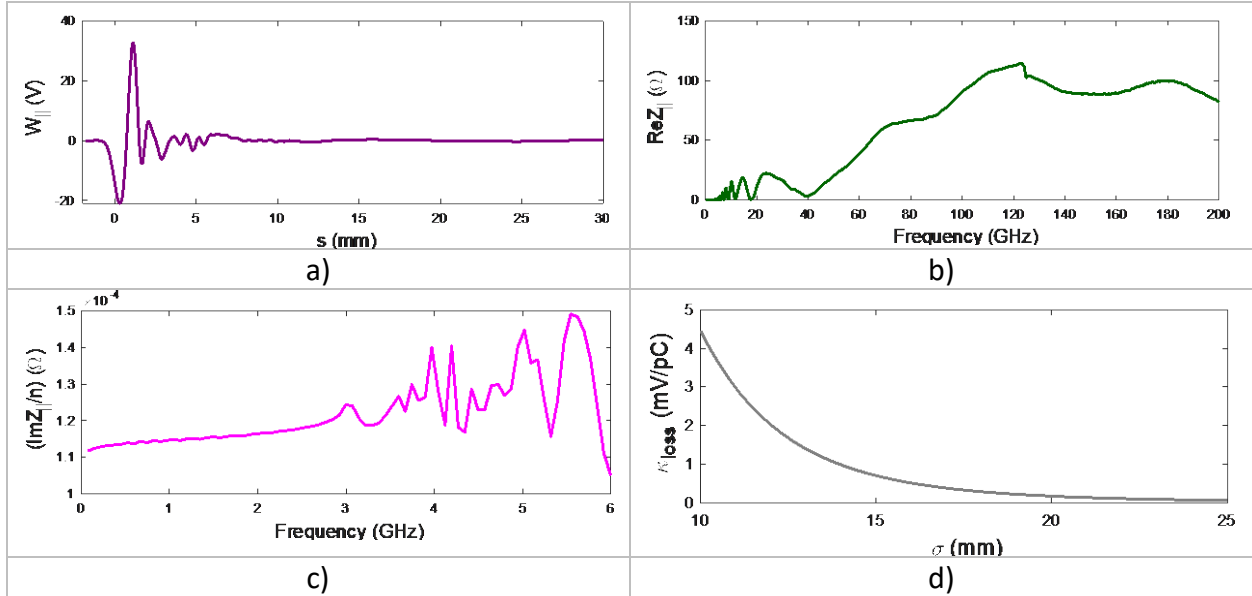 40
20
0
-20
W|| (V)
0 5 10 15 20 25 30
s (mm)
a)
150
100
50
0
ReZ|| (Ω)
0 20 40 60 80 100 120 140 160 180 200
Frequency (GHz)
b)
×10-4
1.5
1.4
1.3
1.2
1.1
1
(ImZ||/n) (Ω)
0 1 2 3 4 5 6
Frequency (GHz)
c)
5
4
3
2
1
0
κloss (mV/pC)
10 15 20 25
σ (mm)
d)